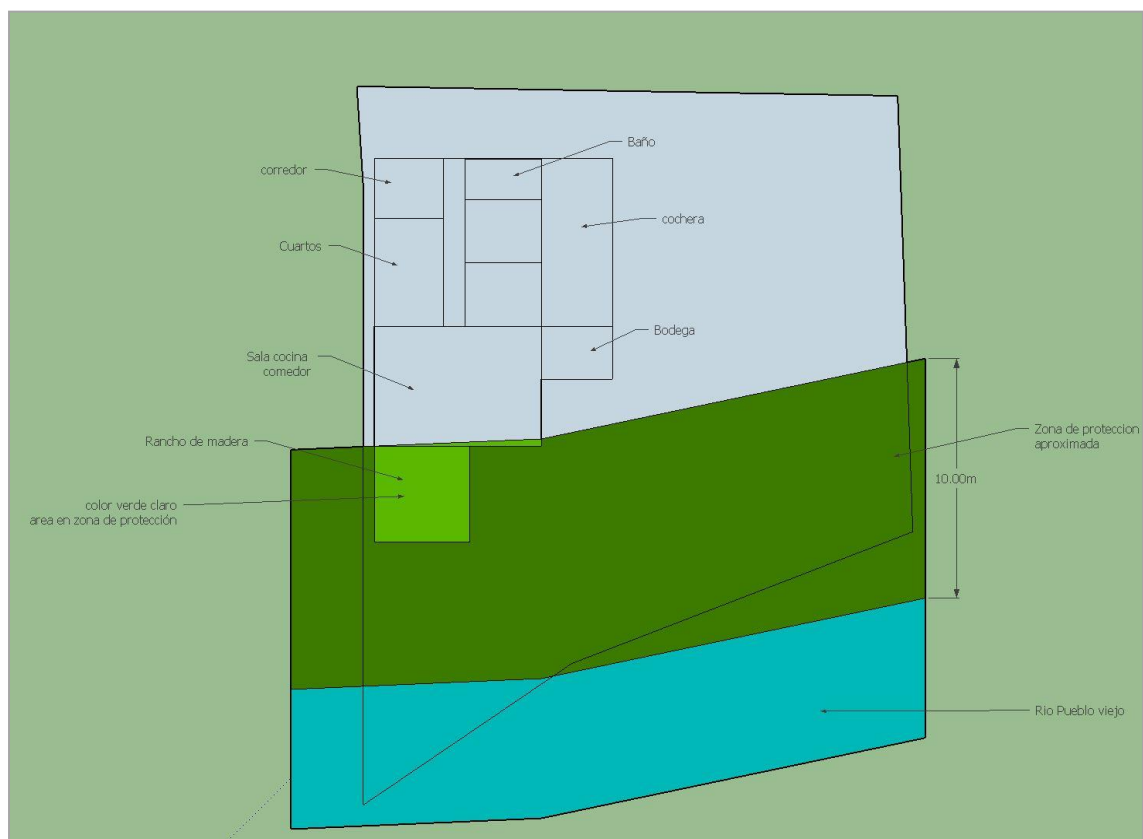 Baño
corredor
cochera
Cuartos
Bodega
Sala cocina
comedor
Rancho de madera
Zona de proteccion
aproximada
10.00m
color verde claro
area en zona de protección
Rio Pueblo viejo